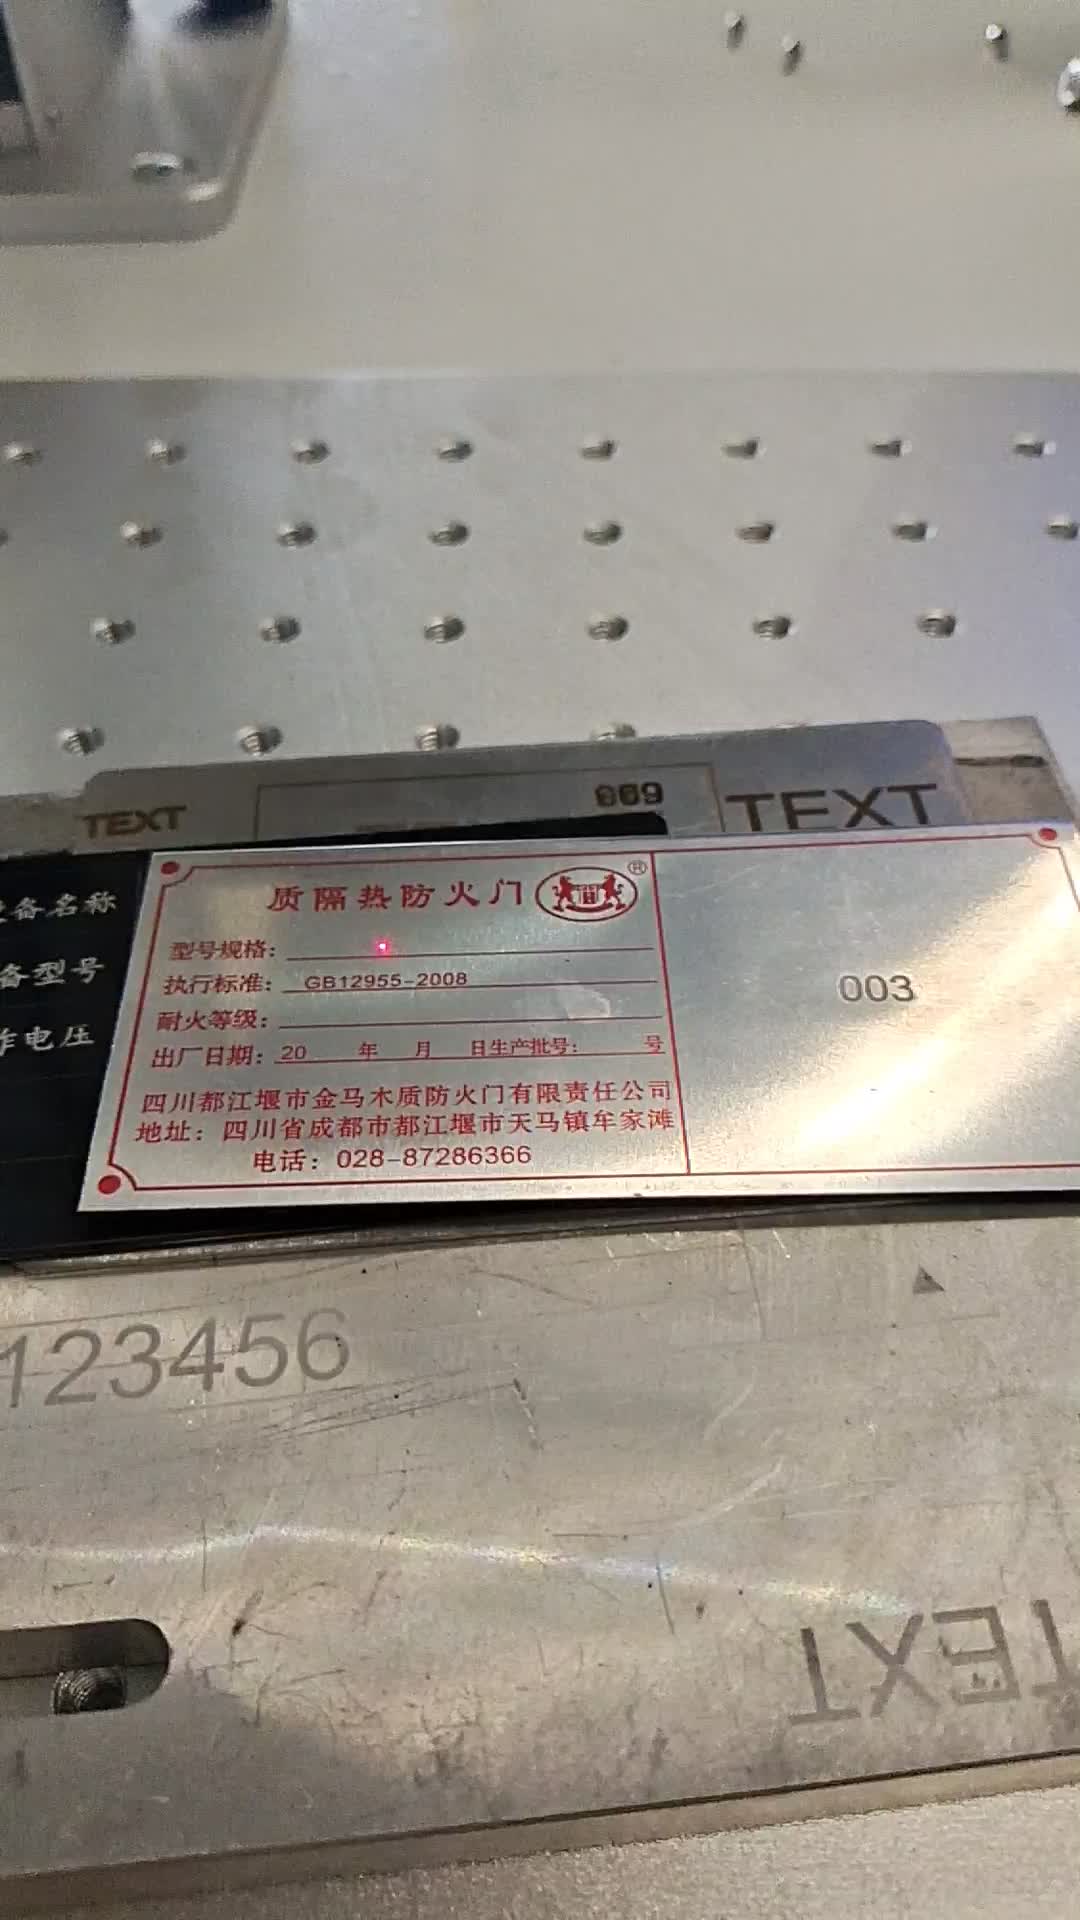 TEXT
669
TEXT
质隔热防火门
®
型号规格:
执行标准: GB12955-2008
耐火等级:
出厂日期: 20 年 月 日生产批号: 号
四川都江堰市金马木质防火门有限责任公司
地址: 四川省成都市都江堰市天马镇牟家滩
电话: 028-87286366
003
备名称
备型号
作电压
123456
TEXT